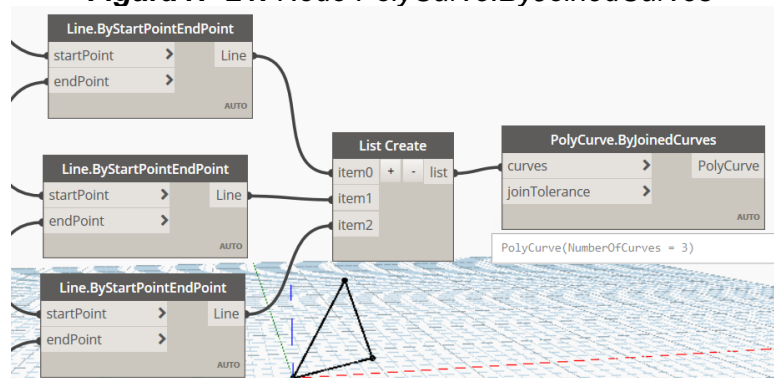 Line.ByStartPointEndPoint
startPoint > Line
endPoint >
AUTO
Line.ByStartPointEndPoint
startPoint > Line
endPoint >
AUTO
Line.ByStartPointEndPoint
startPoint > Line
endPoint >
AUTO
List Create
item0 + - list
item1
item2
PolyCurve.ByJoinedCurves
curves > PolyCurve
joinTolerance >
AUTO
PolyCurve(NumberOfCurves = 3)